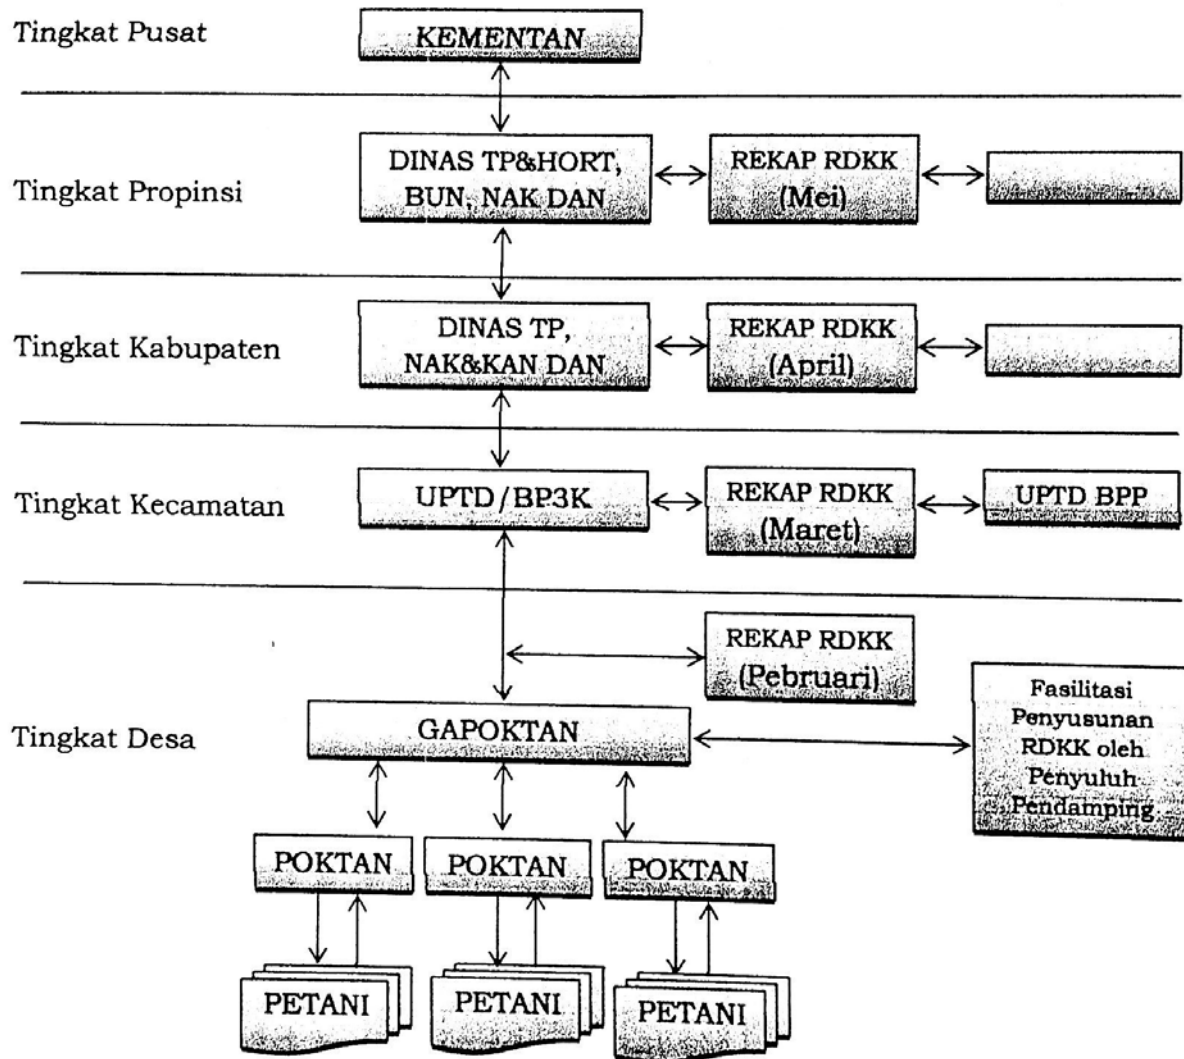 Tingkat Pusat
KEMENTAN
Tingkat Propinsi
DINAS TP&HORT,
BUN, NAK DAN
REKAP RDKK
(Mei)
Tingkat Kabupaten
DINAS TP,
NAK&KAN DAN
REKAP RDKK
(April)
Tingkat Kecamatan
UPTD/BP3K
REKAP RDKK
(Maret)
UPTD BPP
REKAP RDKK
(Pebruari)
Tingkat Desa
GAPOKTAN
Fasilitasi
Penyusunan
RDKK oleh
Penyuluh
Pendamping
POKTAN
POKTAN
POKTAN
PETANI
PETANI
PETANI